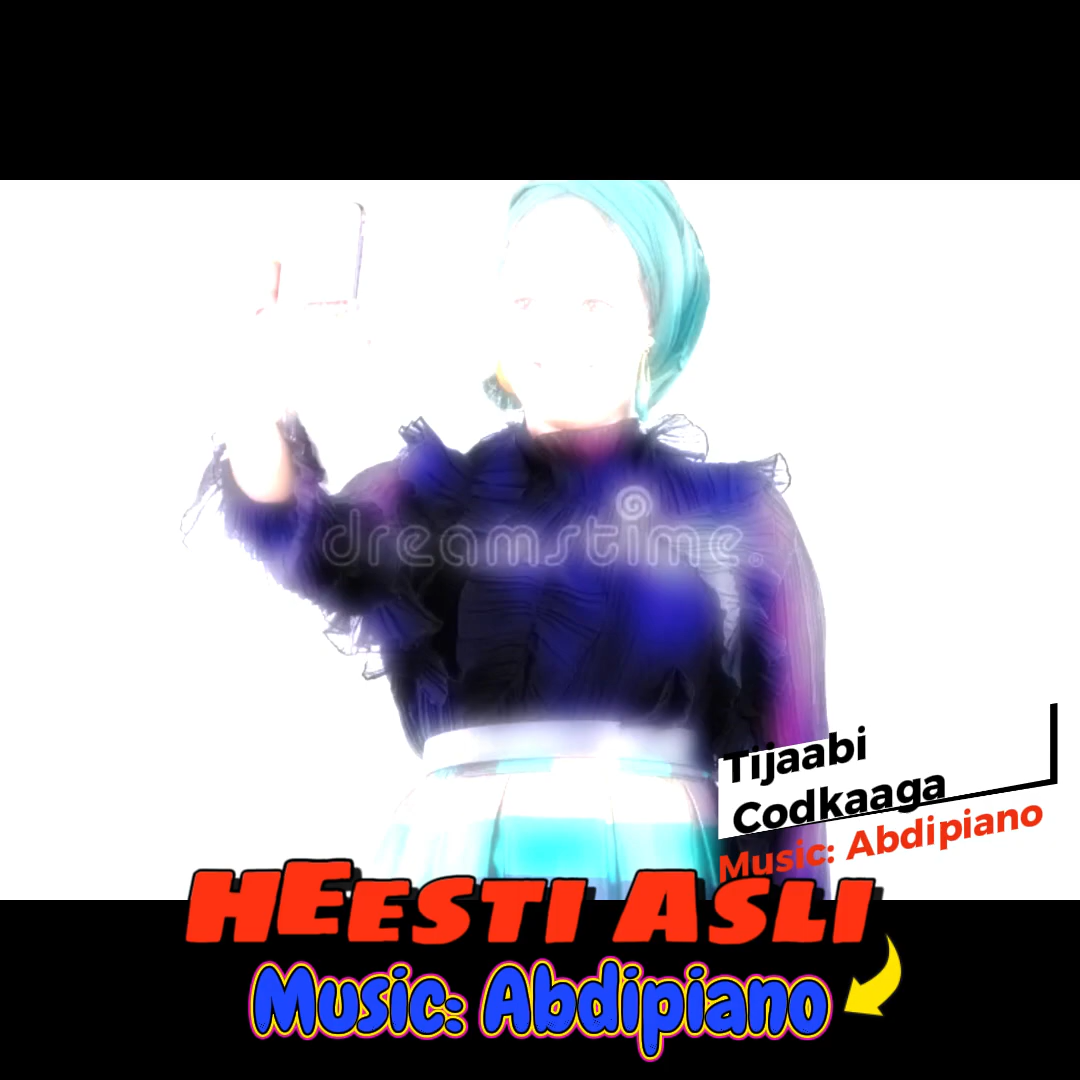 dreamstime.
Tijaabi
Codkaaga
Music: Abdipiano
HEESTI ASLI
Music: Abdipiano